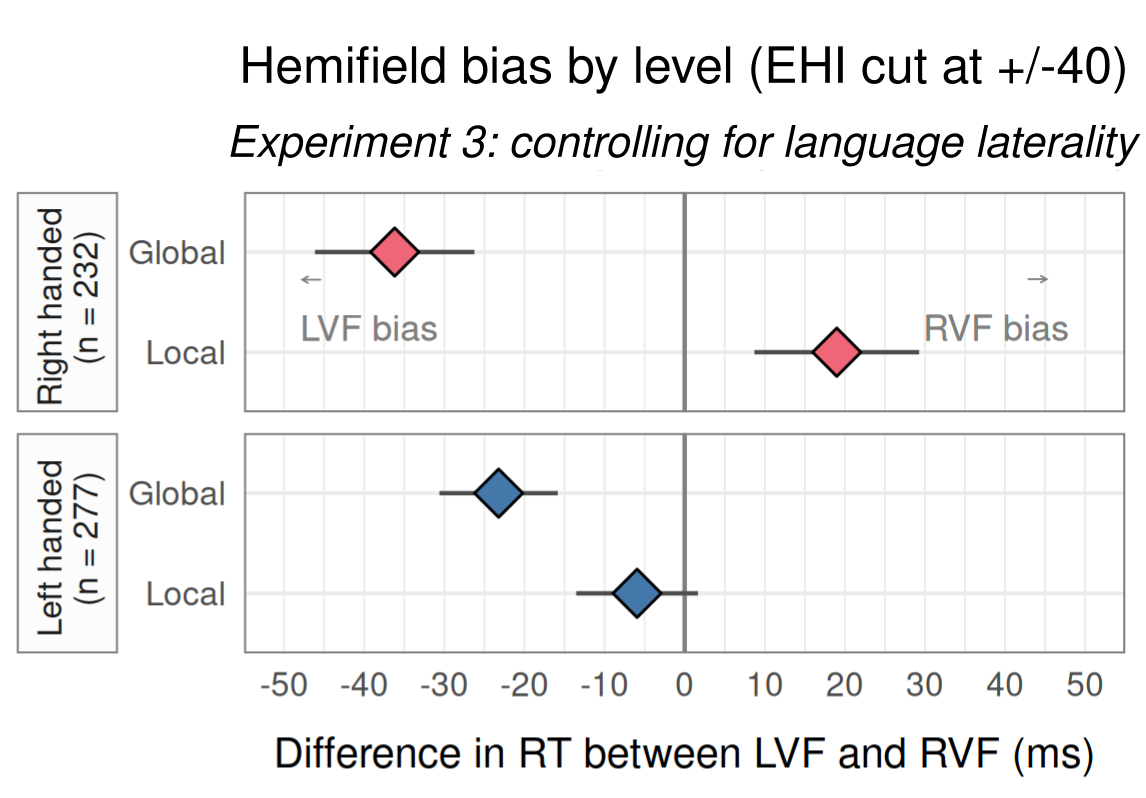 Hemifield bias by level (EHI cut at +/-40)
Experiment 3: controlling for language laterality
Right handed
(n = 232)
Global
Local
← →
LVF bias RVF bias
Left handed
(n = 277)
Global
Local
-50 -40 -30 -20 -10 0 10 20 30 40 50
Difference in RT between LVF and RVF (ms)